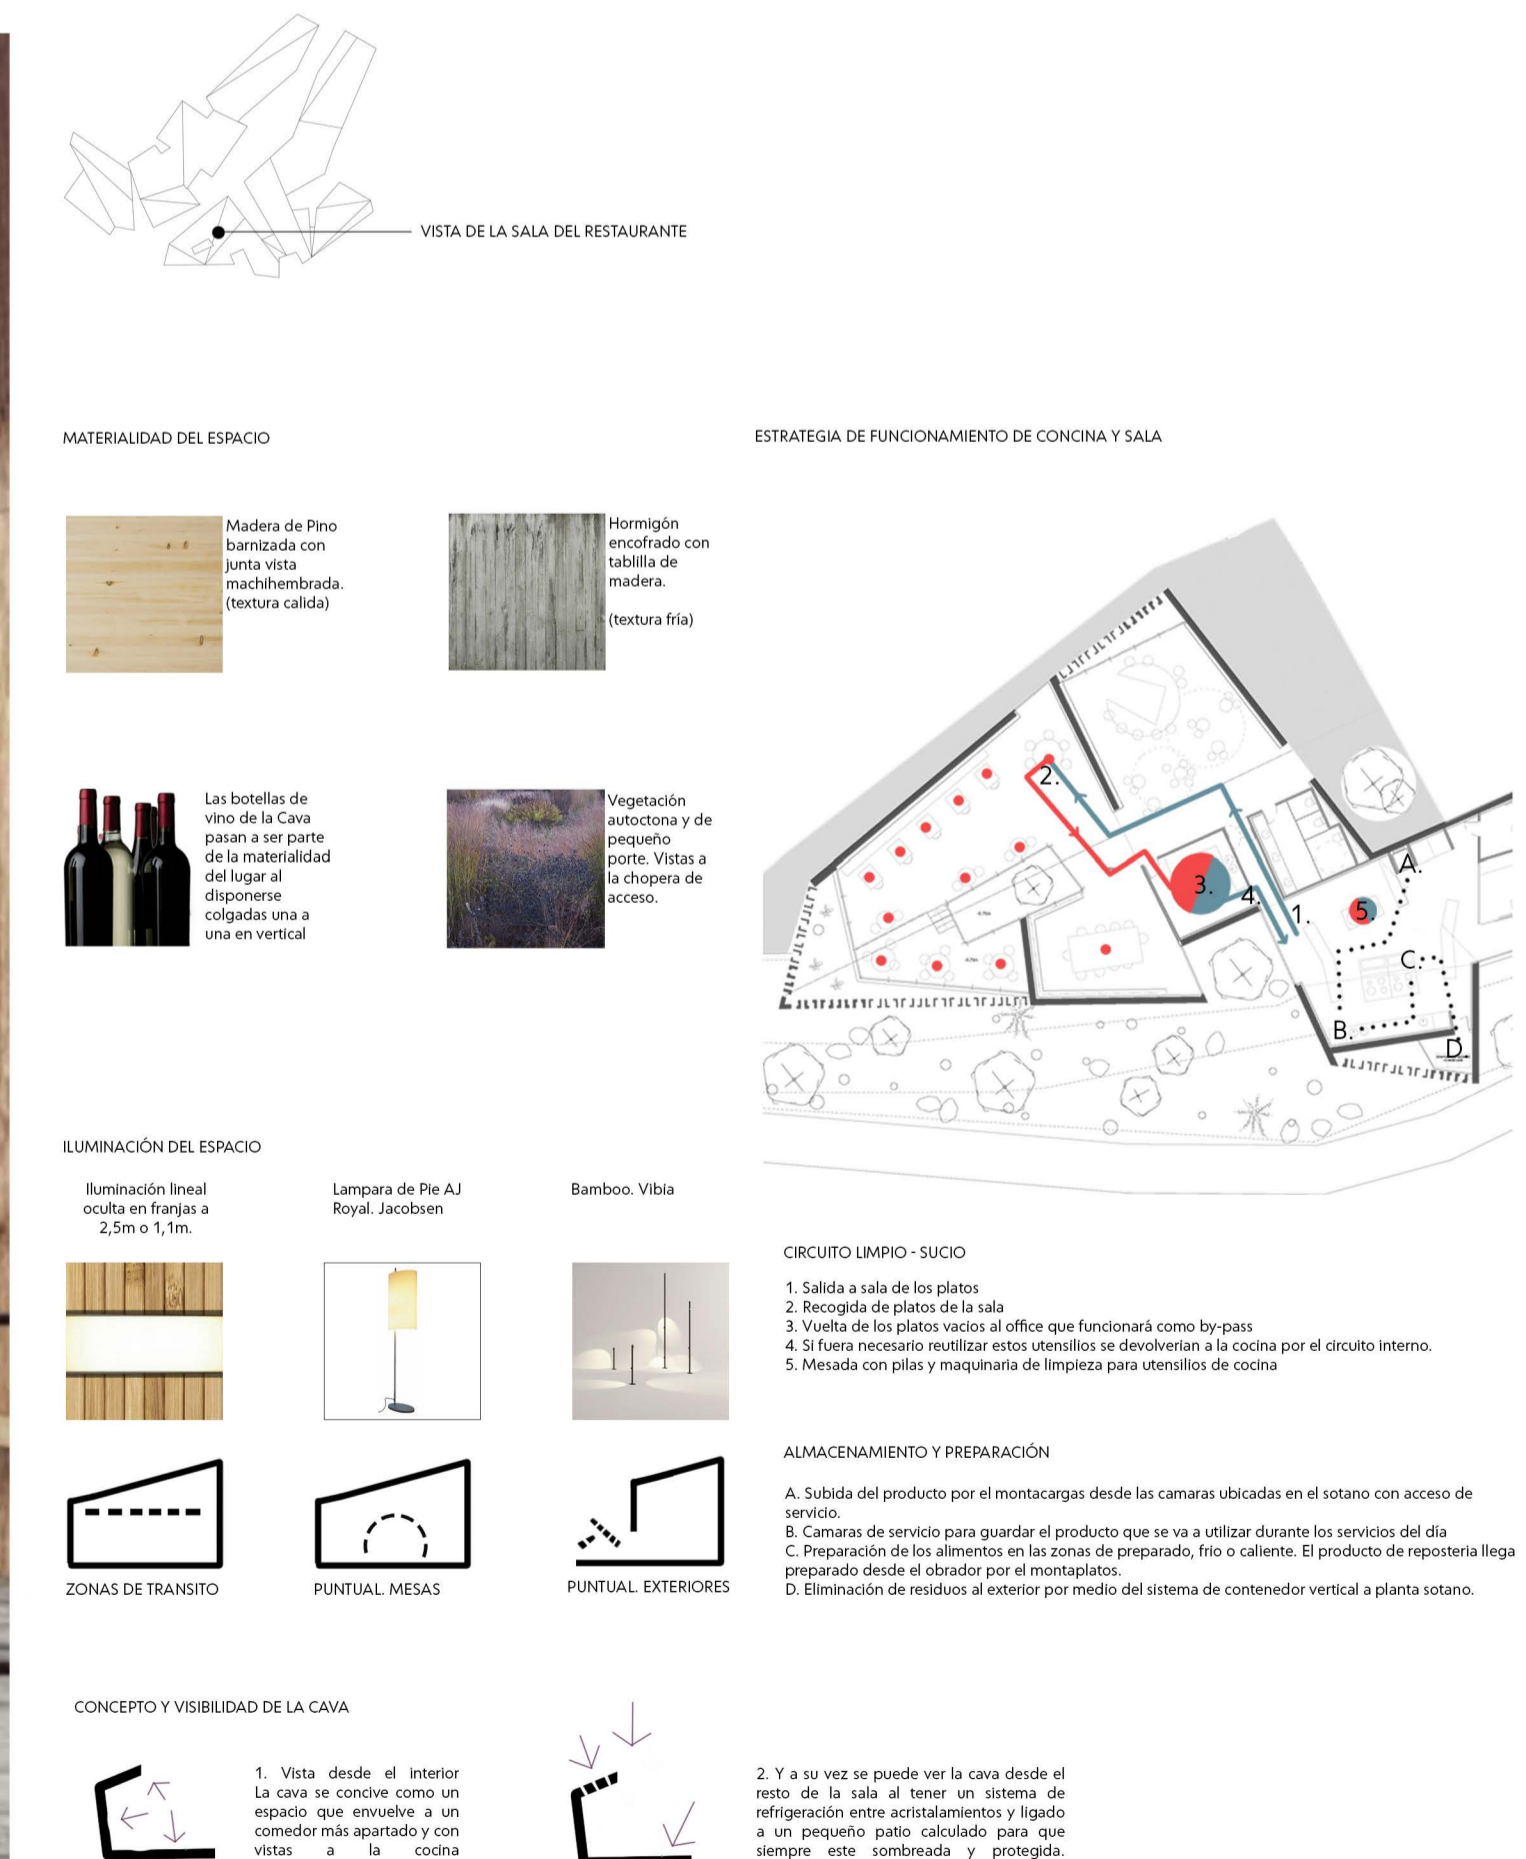 VISTA DE LA SALA DEL RESTAURANTE
MATERIALIDAD DEL ESPACIO
Madera de Pino
barnizada con
junta vista
machihembrada.
(textura calida)
Hormigón
encofrado con
tablilla de
madera.
(textura fría)
Las botellas de
vino de la Cava
pasan a ser parte
de la materialidad
del lugar al
disponerse
colgadas una a
una en vertical
Vegetación
autoctona y de
pequeño
porte. Vistas a
la chopera de
acceso.
ESTRATEGIA DE FUNCIONAMIENTO DE CONCINA Y SALA
2.
3.
4.
1.
5.
A.
C.
B.
D.
ILUMINACIÓN DEL ESPACIO
Iluminación lineal
oculta en franjas a
2,5m o 1,1m.
Lampara de Pie AJ
Royal. Jacobsen
Bamboo. Vibia
ZONAS DE TRANSITO
PUNTUAL. MESAS
PUNTUAL. EXTERIORES
CIRCUITO LIMPIO - SUCIO
1. Salida a sala de los platos
2. Recogida de platos de la sala
3. Vuelta de los platos vacios al office que funcionará como by-pass
4. Si fuera necesario reutilizar estos utensilios se devolverian a la cocina por el circuito interno.
5. Mesada con pilas y maquinaria de limpieza para utensilios de cocina
ALMACENAMIENTO Y PREPARACIÓN
A. Subida del producto por el montacargas desde las camaras ubicadas en el sotano con acceso de
servicio.
B. Camaras de servicio para guardar el producto que se va a utilizar durante los servicios del día
C. Preparación de los alimentos en las zonas de preparado, frio o caliente. El producto de reposteria llega
preparado desde el obrador por el montaplatos.
D. Eliminación de residuos al exterior por medio del sistema de contenedor vertical a planta sotano.
CONCEPTO Y VISIBILIDAD DE LA CAVA
1. Vista desde el interior
La cava se concive como un
espacio que envuelve a un
comedor más apartado y con
vistas a la cocina
2. Y a su vez se puede ver la cava desde el
resto de la sala al tener un sistema de
refrigeración entre acristalamientos y ligado
a un pequeño patio calculado para que
siempre este sombreada y protegida.